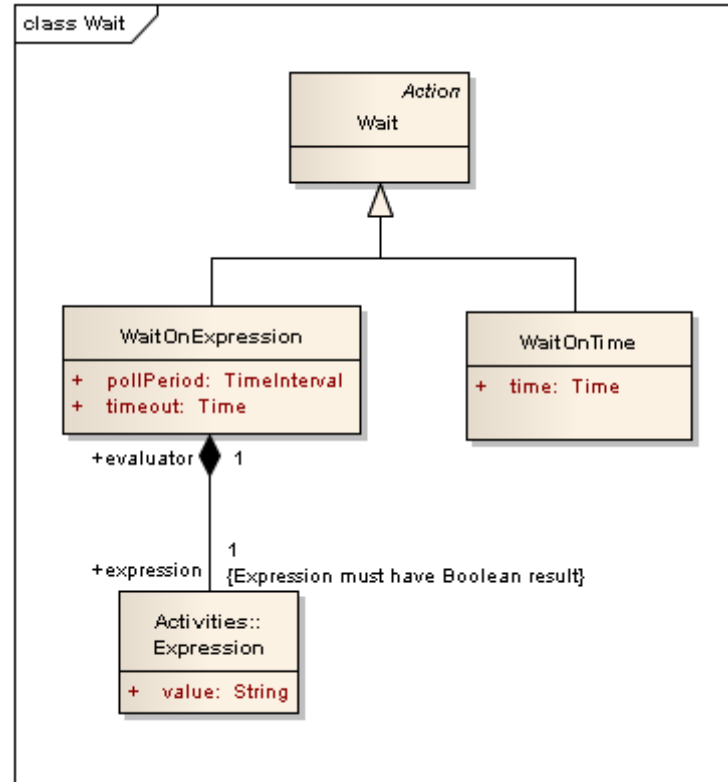 class Wait
Action
Wait
WaitOnExpression
+ pollPeriod: TimeInterval
+ timeout: Time
WaitOnTime
+ time: Time
+evaluator 1
1
+expression {Expression must have Boolean result}
Activities::
Expression
+ value: String